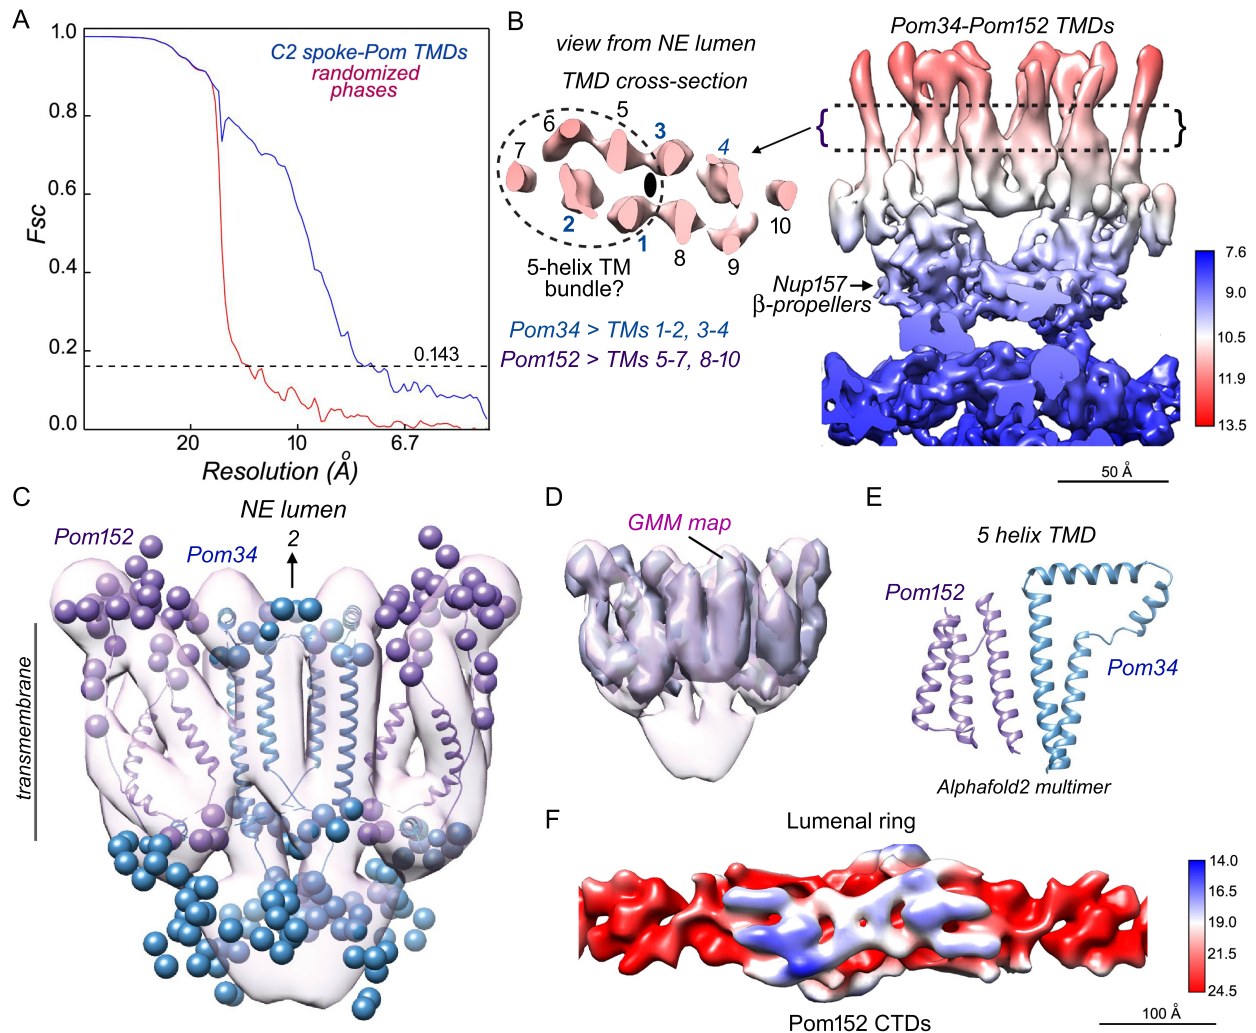 A
1.0
0.8
0.6
0.4
0.2
0.0
Fsc
C2 spoke-Pom TMDs
randomized
phases
0.143
20
10
6.7
Resolution (Å)
B
view from NE lumen
TMD cross-section
5
6
3
4
7
2
1
8
9
10
5-helix TM
bundle?
Pom34 > TMs 1-2, 3-4
Pom152 > TMs 5-7, 8-10
Pom34-Pom152 TMDs
{
}
Nup157
β-propellers
7.6
9.0
10.5
11.9
13.5
50 Å
C
NE lumen
2
Pom152
Pom34
transmembrane
D
GMM map
E
5 helix TMD
Pom152
Pom34
Alphafold2 multimer
F
Lumenal ring
14.0
16.5
19.0
21.5
24.5
Pom152 CTDs
100 Å